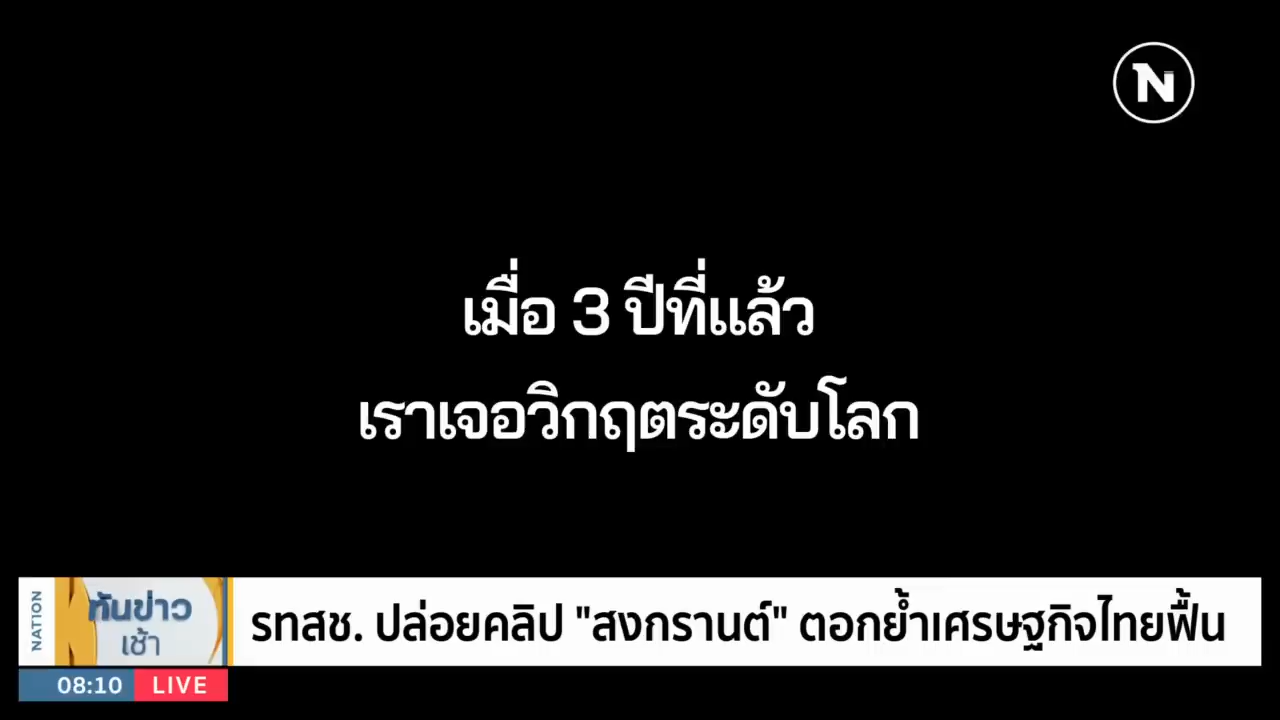 N
เมื่อ 3 ปีที่แล้ว
เราเจอวิกฤตระดับโลก
NATION
ทันข่าว
เช้า
รทสช. ปล่อยคลิป "สงกรานต์" ตอกย้ำเศรษฐกิจไทยฟื้น
08:10 LIVE